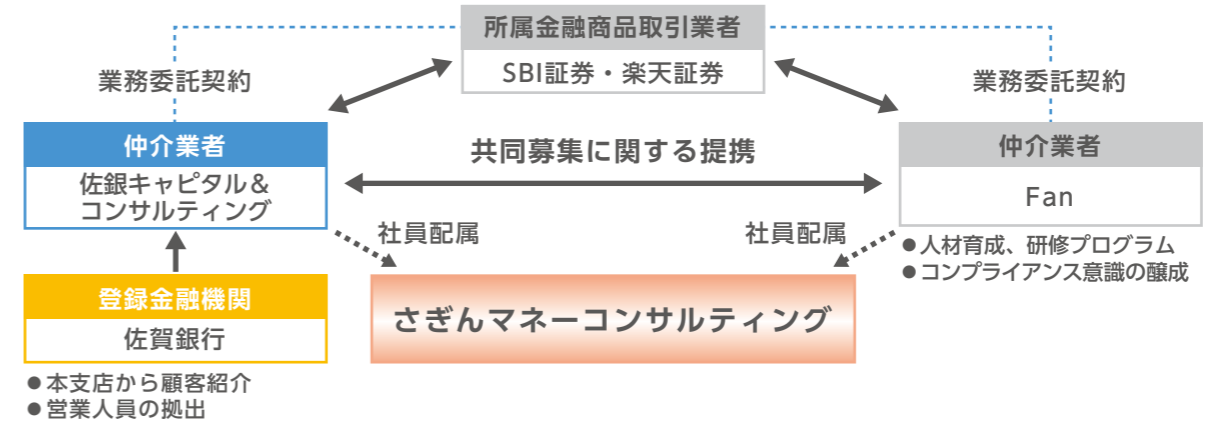 所属金融商品取引業者
SBI証券・楽天証券
業務委託契約
業務委託契約
仲介業者
佐銀キャピタル＆
コンサルティング
共同募集に関する提携
仲介業者
Fan
社員配属
社員配属
●人材育成、研修プログラム
●コンプライアンス意識の醸成
登録金融機関
佐賀銀行
さぎんマネーコンサルティング
●本支店から顧客紹介
●営業人員の拠出